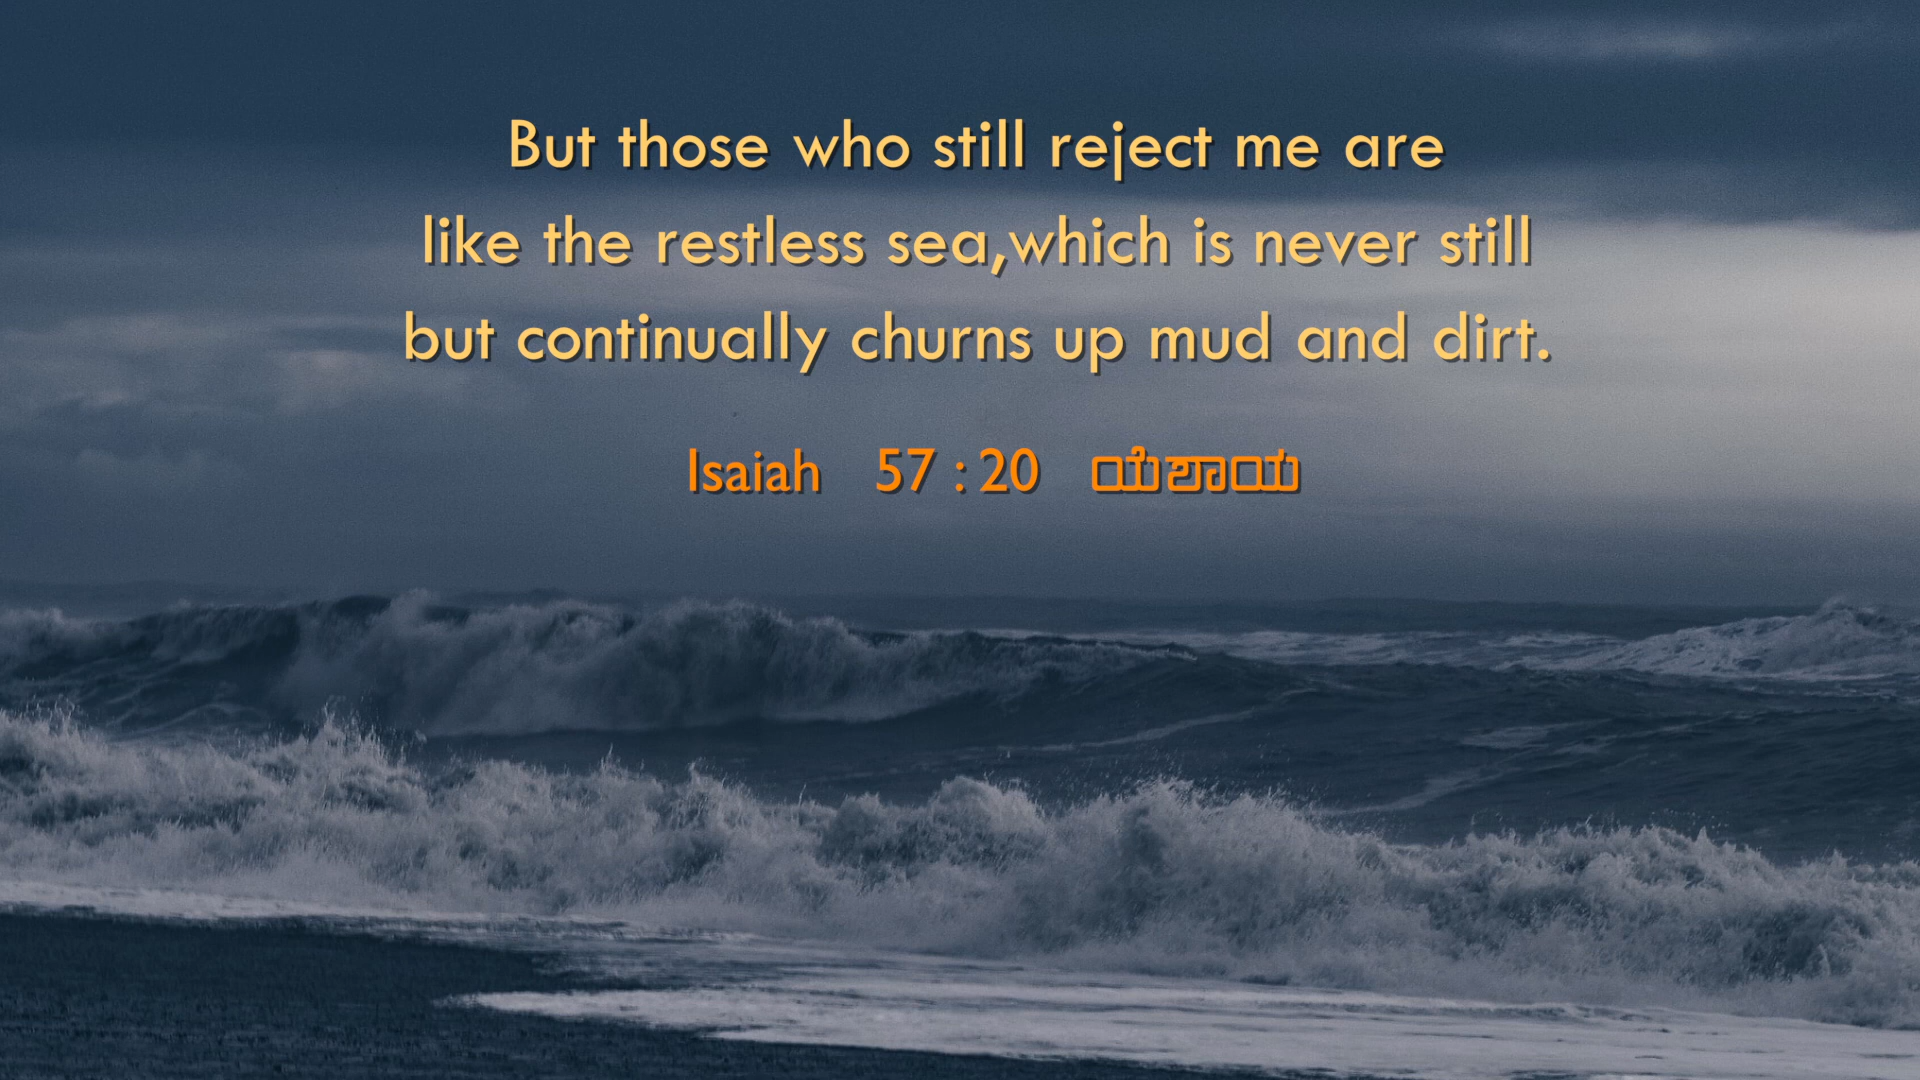 But those who still reject me are
like the restless sea,which is never still
but continually churns up mud and dirt.
Isaiah 57 : 20 ಯೆಶಾಯ